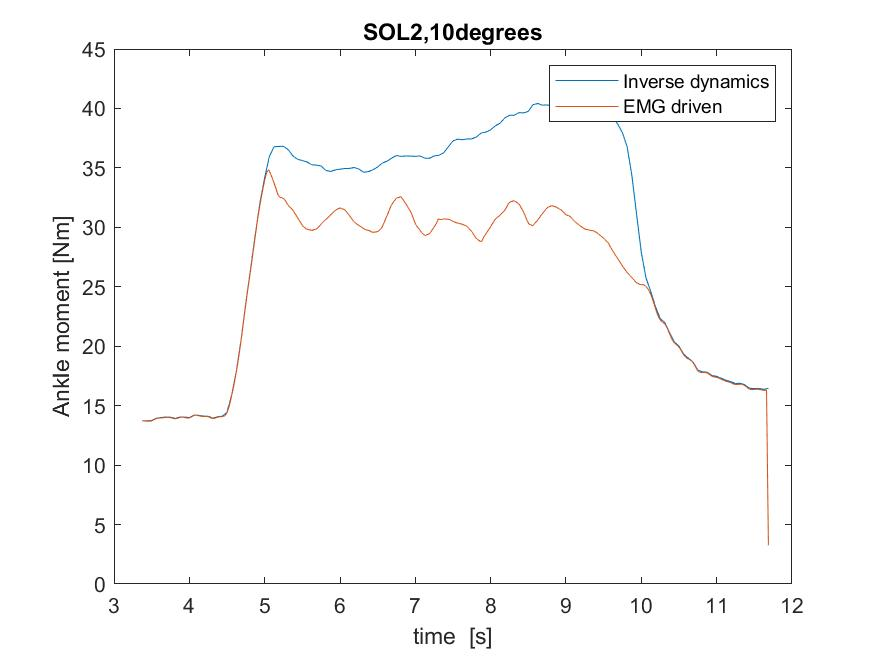 SOL2,10degrees
Inverse dynamics
EMG driven
45
40
35
30
25
20
15
10
5
0
Ankle moment [Nm]
3 4 5 6 7 8 9 10 11 12
time [s]